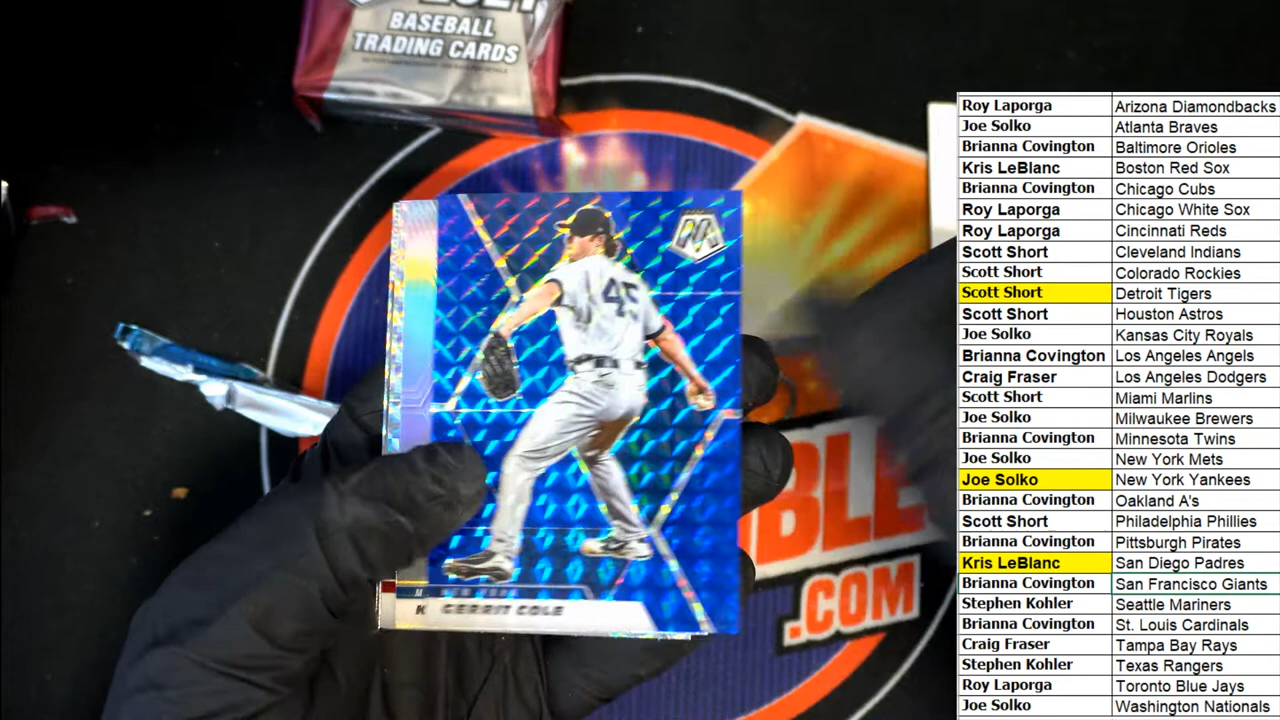 2021
BASEBALL
TRADING CARDS
45
GERRIT COLE
BLE
.COM
Roy Laporga Arizona Diamondbacks
Joe Solko Atlanta Braves
Brianna Covington Baltimore Orioles
Kris LeBlanc Boston Red Sox
Brianna Covington Chicago Cubs
Roy Laporga Chicago White Sox
Roy Laporga Cincinnati Reds
Scott Short Cleveland Indians
Scott Short Colorado Rockies
Scott Short Detroit Tigers
Scott Short Houston Astros
Joe Solko Kansas City Royals
Brianna Covington Los Angeles Angels
Craig Fraser Los Angeles Dodgers
Scott Short Miami Marlins
Joe Solko Milwaukee Brewers
Brianna Covington Minnesota Twins
Joe Solko New York Mets
Joe Solko New York Yankees
Brianna Covington Oakland A's
Scott Short Philadelphia Phillies
Brianna Covington Pittsburgh Pirates
Kris LeBlanc San Diego Padres
Brianna Covington San Francisco Giants
Stephen Kohler Seattle Mariners
Brianna Covington St. Louis Cardinals
Craig Fraser Tampa Bay Rays
Stephen Kohler Texas Rangers
Roy Laporga Toronto Blue Jays
Joe Solko Washington Nationals